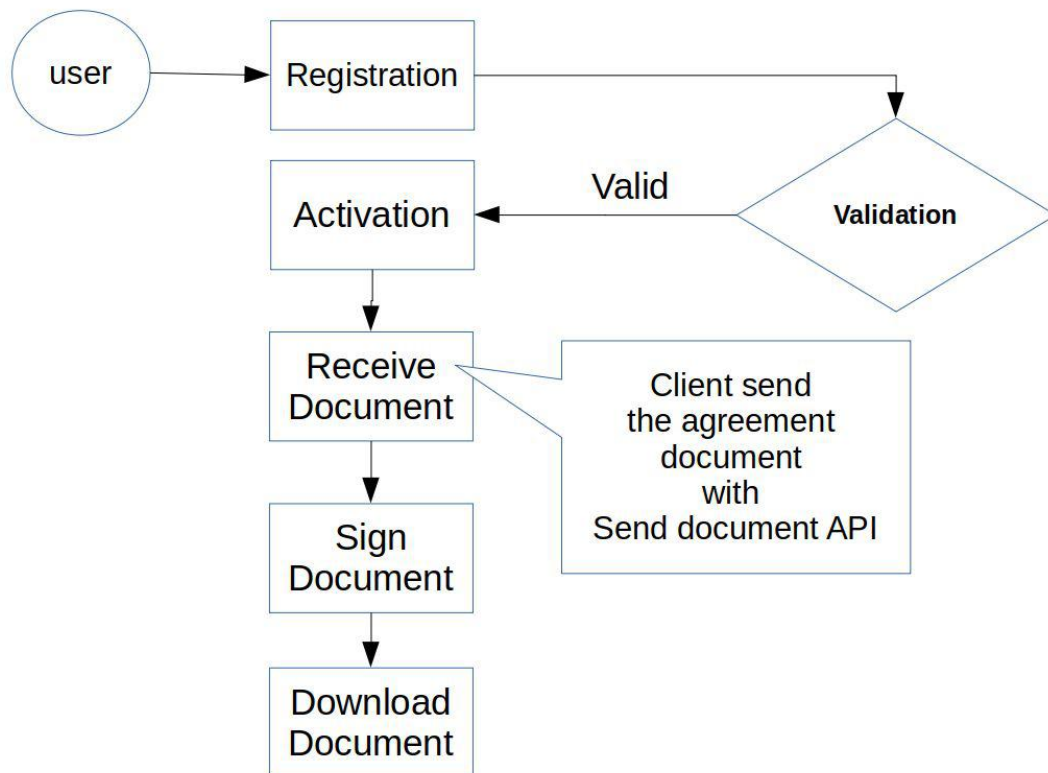 user
Registration
Valid
Activation
Validation
Receive
Document
Client send
the agreement
document
with
Send document API
Sign
Document
Download
Document